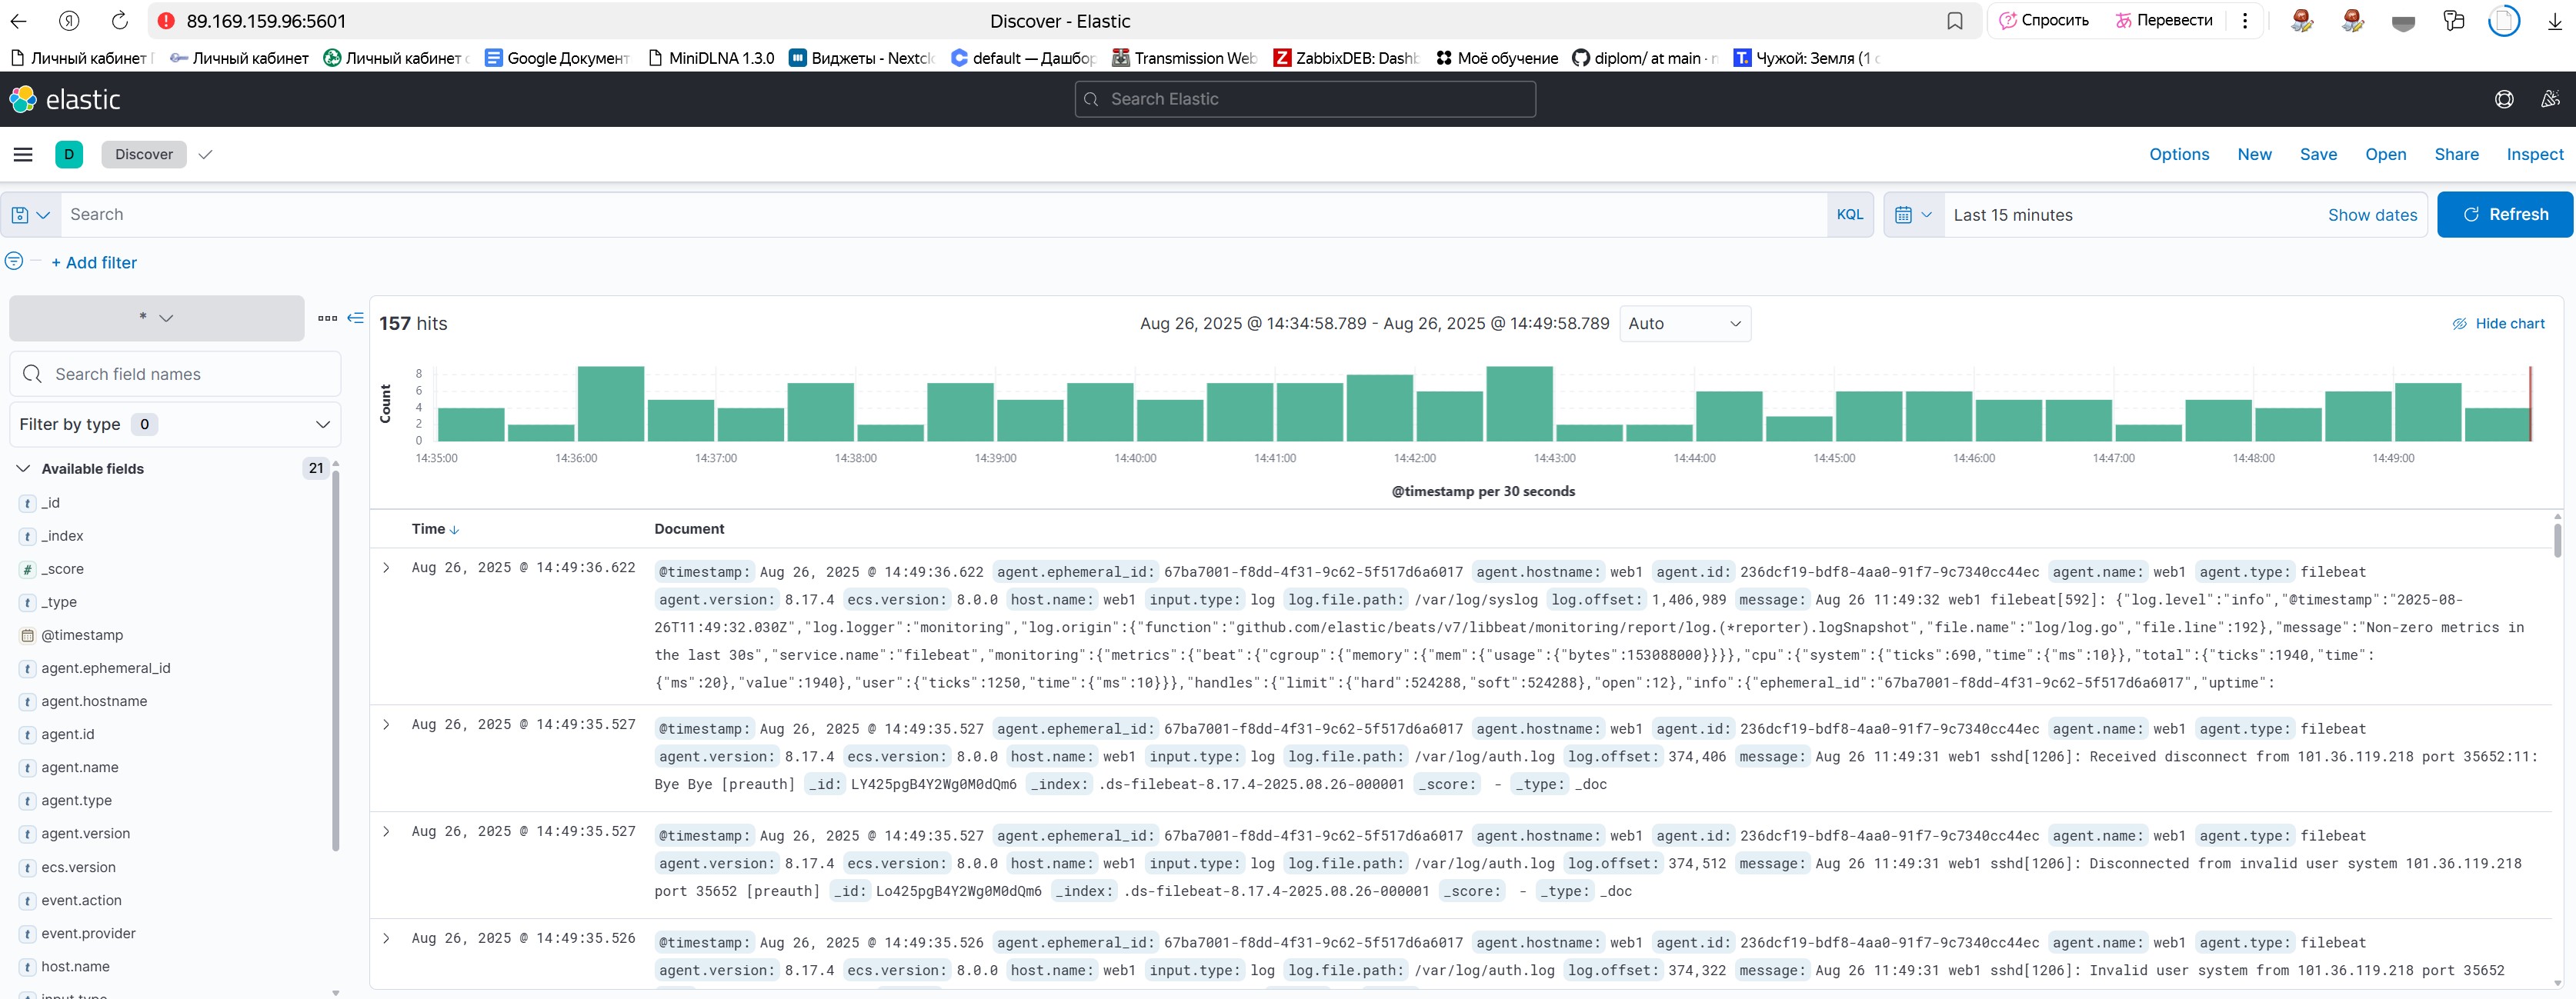 89.169.159.96:5601
Discover - Elastic
Спросить
Перевести
Личный кабинет
Личный кабинет
Личный кабинет
Google Документ
MiniDLNA 1.3.0
Виджеты - Nextcl
default — Дашбор
Transmission Web
ZabbixDEB: Dash
Моё обучение
diplom/ at main ·
Чужой: Земля (1
elastic
Search Elastic
D
Discover
Options
New
Save
Open
Share
Inspect
Search
KQL
Last 15 minutes
Show dates
Refresh
+ Add filter
*
157 hits
Aug 26, 2025 @ 14:34:58.789 - Aug 26, 2025 @ 14:49:58.789
Auto
Hide chart
Search field names
Filter by type 0
Available fields 21
t _id
t _index
# _score
t _type
@timestamp
t agent.ephemeral_id
t agent.hostname
t agent.id
t agent.name
t agent.type
t agent.version
t ecs.version
t event.action
t event.provider
t host.name
t input.type
Count
8
6
4
2
0
14:35:00 14:36:00 14:37:00 14:38:00 14:39:00 14:40:00 14:41:00 14:42:00 14:43:00 14:44:00 14:45:00 14:46:00 14:47:00 14:48:00 14:49:00
@timestamp per 30 seconds
Time Document
Aug 26, 2025 @ 14:49:36.622 @timestamp: Aug 26, 2025 @ 14:49:36.622 agent.ephemeral_id: 67ba7001-f8dd-4f31-9c62-5f517d6a6017 agent.hostname: web1 agent.id: 236dcf19-bdf8-4aa0-91f7-9c7340cc44ec agent.name: web1 agent.type: filebeat
agent.version: 8.17.4 ecs.version: 8.0.0 host.name: web1 input.type: log log.file.path: /var/log/syslog log.offset: 1,406,989 message: Aug 26 11:49:32 web1 filebeat[592]: {"log.level":"info","@timestamp":"2025-08-
26T11:49:32.030Z","log.logger":"monitoring","log.origin":{"function":"github.com/elastic/beats/v7/libbeat/monitoring/report/log.(*reporter).logSnapshot","file.name":"log/log.go","file.line":192},"message":"Non-zero metrics in
the last 30s","service.name":"filebeat","monitoring":{"metrics":{"beat":{"cgroup":{"memory":{"mem":{"usage":{"bytes":153088000}}}},"cpu":{"system":{"ticks":690,"time":{"ms":10}},"total":{"ticks":1940,"time":
{"ms":20},"value":1940},"user":{"ticks":1250,"time":{"ms":10}}},"handles":{"limit":{"hard":524288,"soft":524288},"open":12},"info":{"ephemeral_id":"67ba7001-f8dd-4f31-9c62-5f517d6a6017","uptime":
Aug 26, 2025 @ 14:49:35.527 @timestamp: Aug 26, 2025 @ 14:49:35.527 agent.ephemeral_id: 67ba7001-f8dd-4f31-9c62-5f517d6a6017 agent.hostname: web1 agent.id: 236dcf19-bdf8-4aa0-91f7-9c7340cc44ec agent.name: web1 agent.type: filebeat
agent.version: 8.17.4 ecs.version: 8.0.0 host.name: web1 input.type: log log.file.path: /var/log/auth.log log.offset: 374,406 message: Aug 26 11:49:31 web1 sshd[1206]: Received disconnect from 101.36.119.218 port 35652:11:
Bye Bye [preauth] _id: LY425pgB4Y2Wg0M0dQm6 _index: .ds-filebeat-8.17.4-2025.08.26-000001 _score: - _type: _doc
Aug 26, 2025 @ 14:49:35.527 @timestamp: Aug 26, 2025 @ 14:49:35.527 agent.ephemeral_id: 67ba7001-f8dd-4f31-9c62-5f517d6a6017 agent.hostname: web1 agent.id: 236dcf19-bdf8-4aa0-91f7-9c7340cc44ec agent.name: web1 agent.type: filebeat
agent.version: 8.17.4 ecs.version: 8.0.0 host.name: web1 input.type: log log.file.path: /var/log/auth.log log.offset: 374,512 message: Aug 26 11:49:31 web1 sshd[1206]: Disconnected from invalid user system 101.36.119.218
port 35652 [preauth] _id: Lo425pgB4Y2Wg0M0dQm6 _index: .ds-filebeat-8.17.4-2025.08.26-000001 _score: - _type: _doc
Aug 26, 2025 @ 14:49:35.526 @timestamp: Aug 26, 2025 @ 14:49:35.526 agent.ephemeral_id: 67ba7001-f8dd-4f31-9c62-5f517d6a6017 agent.hostname: web1 agent.id: 236dcf19-bdf8-4aa0-91f7-9c7340cc44ec agent.name: web1 agent.type: filebeat
agent.version: 8.17.4 ecs.version: 8.0.0 host.name: web1 input.type: log log.file.path: /var/log/auth.log log.offset: 374,322 message: Aug 26 11:49:31 web1 sshd[1206]: Invalid user system from 101.36.119.218 port 35652